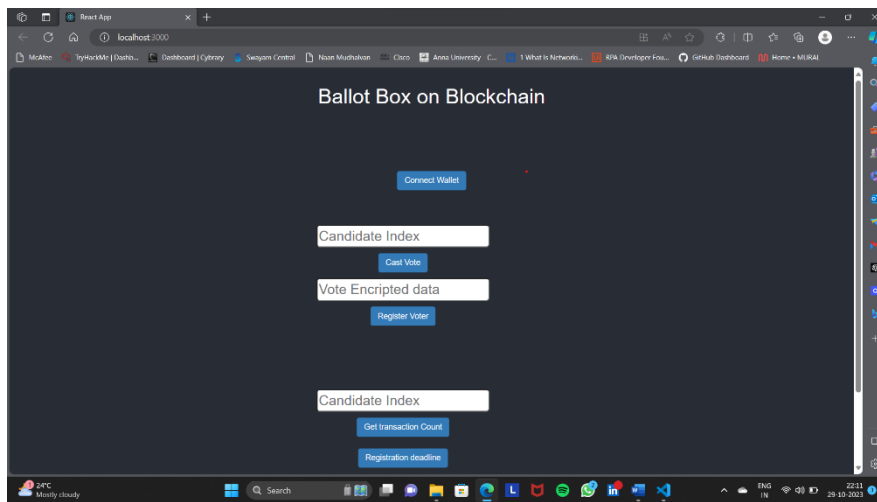 React App
localhost:3000
McAfee TryHackMe | Dashb... Dashboard | Cybrary Swayam Central Naan Mudhalvan Cisco Anna University C... 1 What Is Networki... RPA Developer Fou... GitHub Dashboard Home • MURAL
Ballot Box on Blockchain
Connect Wallet
Candidate Index
Cast Vote
Vote Encripted data
Register Voter
Candidate Index
Get transaction Count
Registration deadline
24°C
Mostly cloudy
Search
ENG
IN
22:11
29-10-2023